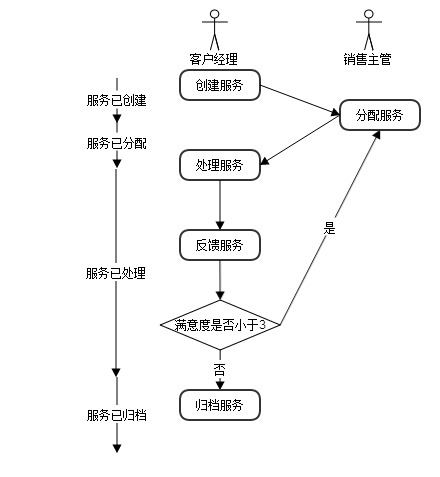 客户经理
销售主管
创建服务
服务已创建
分配服务
服务已分配
处理服务
是
反馈服务
服务已处理
满意度是否小于3
否
归档服务
服务已归档